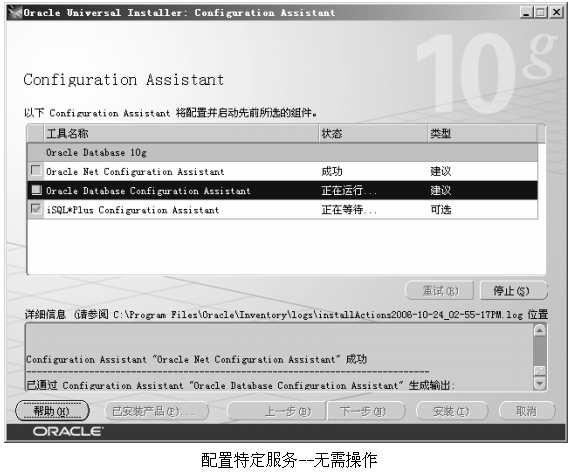 Oracle Universal Installer: Configuration Assistant
10g
Configuration Assistant
以下 Configuration Assistant 将配置并启动先前所选的组件。
工具名称 状态 类型
Oracle Database 10g
Oracle Net Configuration Assistant 成功 建议
Oracle Database Configuration Assistant 正在运行... 建议
iSQL*Plus Configuration Assistant 正在等待... 可选
重试(R) 停止(S)
详细信息 (请参阅 C:\Program Files\Oracle\Inventory\logs\installActions2006-10-24_02-55-17PM.log 位置
Configuration Assistant "Oracle Net Configuration Assistant" 成功
-----------------------------------------------------------------------------
已通过 Configuration Assistant "Oracle Database Configuration Assistant" 生成输出:
帮助(H) 已安装产品(P)... 上一步(B) 下一步(N) 安装(I) 取消
ORACLE
配置特定服务--无需操作